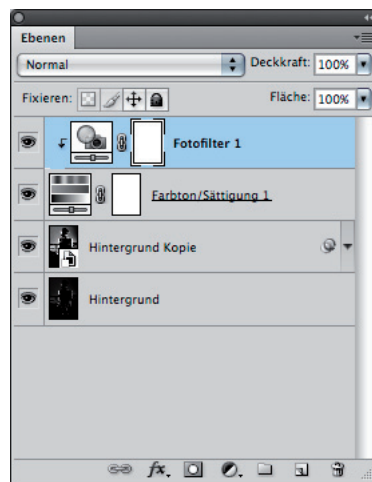 Ebenen
Normal Deckkraft: 100%
Fixieren: Fläche: 100%
Fotofilter 1
Farbton/Sättigung 1
Hintergrund Kopie
Hintergrund
fx.